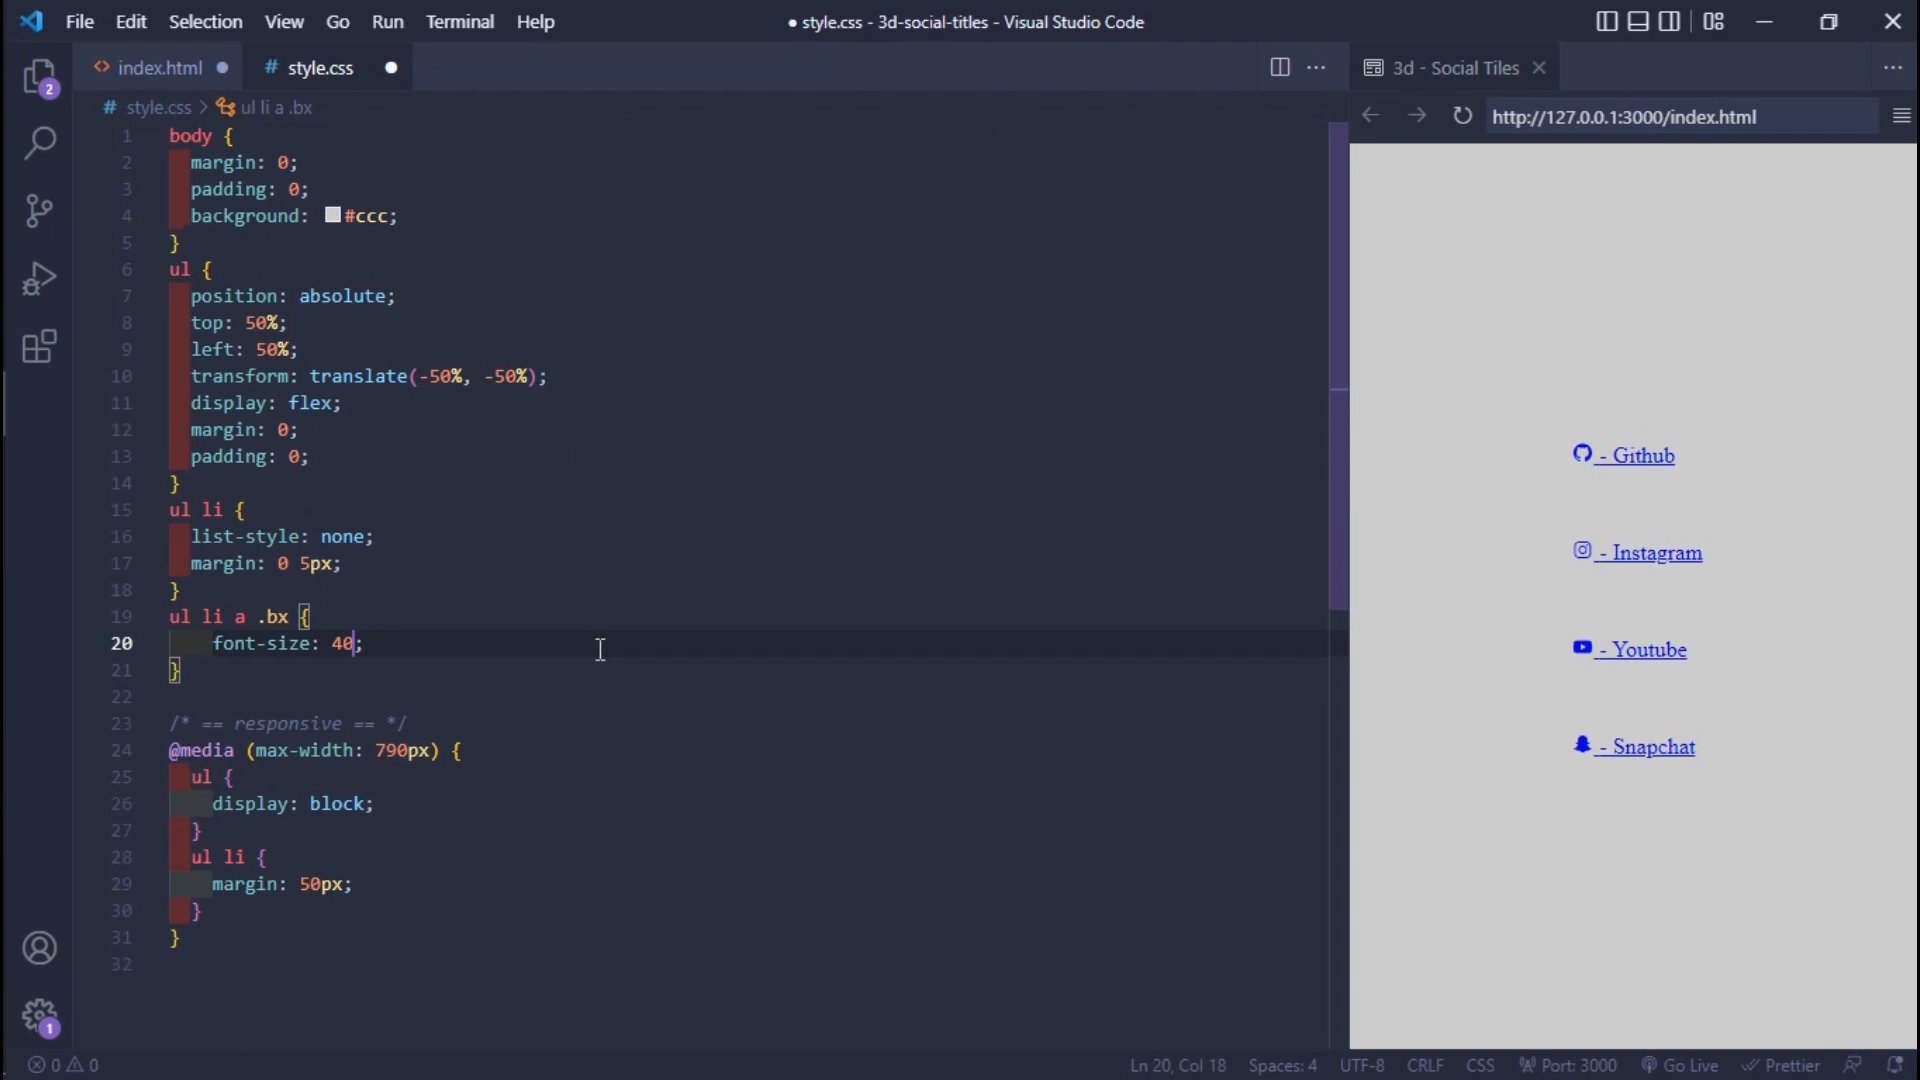 File Edit Selection View Go Run Terminal Help
● style.css - 3d-social-titles - Visual Studio Code
index.html
# style.css
3d - Social Tiles
# style.css > ul li a .bx
http://127.0.0.1:3000/index.html
2
1 body {
2 margin: 0;
3 padding: 0;
4 background: #ccc;
5 }
6 ul {
7 position: absolute;
8 top: 50%;
9 left: 50%;
10 transform: translate(-50%, -50%);
11 display: flex;
12 margin: 0;
13 padding: 0;
14 }
15 ul li {
16 list-style: none;
17 margin: 0 5px;
18 }
19 ul li a .bx {
20 font-size: 40;
21 }
22
23 /* == responsive == */
24 @media (max-width: 790px) {
25 ul {
26 display: block;
27 }
28 ul li {
29 margin: 50px;
30 }
31 }
32
- Github
- Instagram
- Youtube
- Snapchat
1
0 0
Ln 20, Col 18 Spaces: 4 UTF-8 CRLF CSS Port: 3000 Go Live Prettier